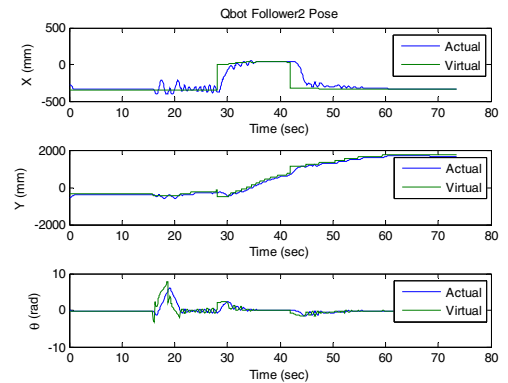 Qbot Follower2 Pose
500
0
-500
X (mm)
0 10 20 30 40 50 60 70 80
Time (sec)
Actual
Virtual
2000
0
-2000
Y (mm)
0 10 20 30 40 50 60 70 80
Time (sec)
Actual
Virtual
10
0
-10
θ (rad)
0 10 20 30 40 50 60 70 80
Time (sec)
Actual
Virtual